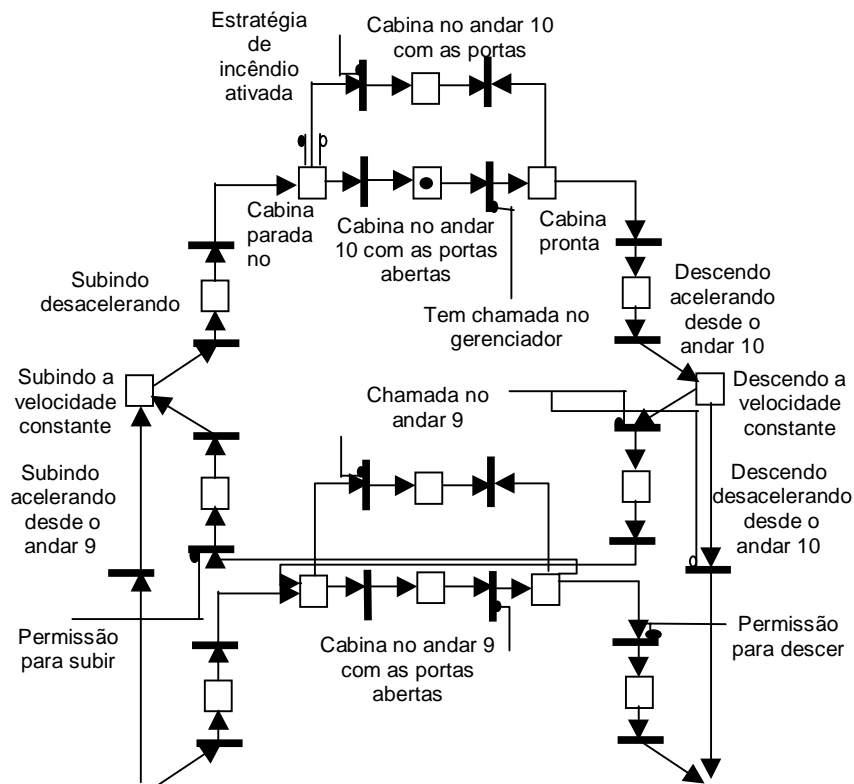 Estratégia
de
incêndio
ativada
Cabina no andar 10
com as portas
Cabina
parada
no
Cabina no andar
10 com as portas
abertas
Cabina
pronta
Subindo
desacelerando
Tem chamada no
gerenciador
Descendo
acelerando
desde o
andar 10
Subindo a
velocidade
constante
Chamada no
andar 9
Descendo a
velocidade
constante
Subindo
acelerando
desde o
andar 9
Descendo
desacelerando
desde o
andar 10
Permissão
para subir
Cabina no andar 9
com as portas
abertas
Permissão
para descer